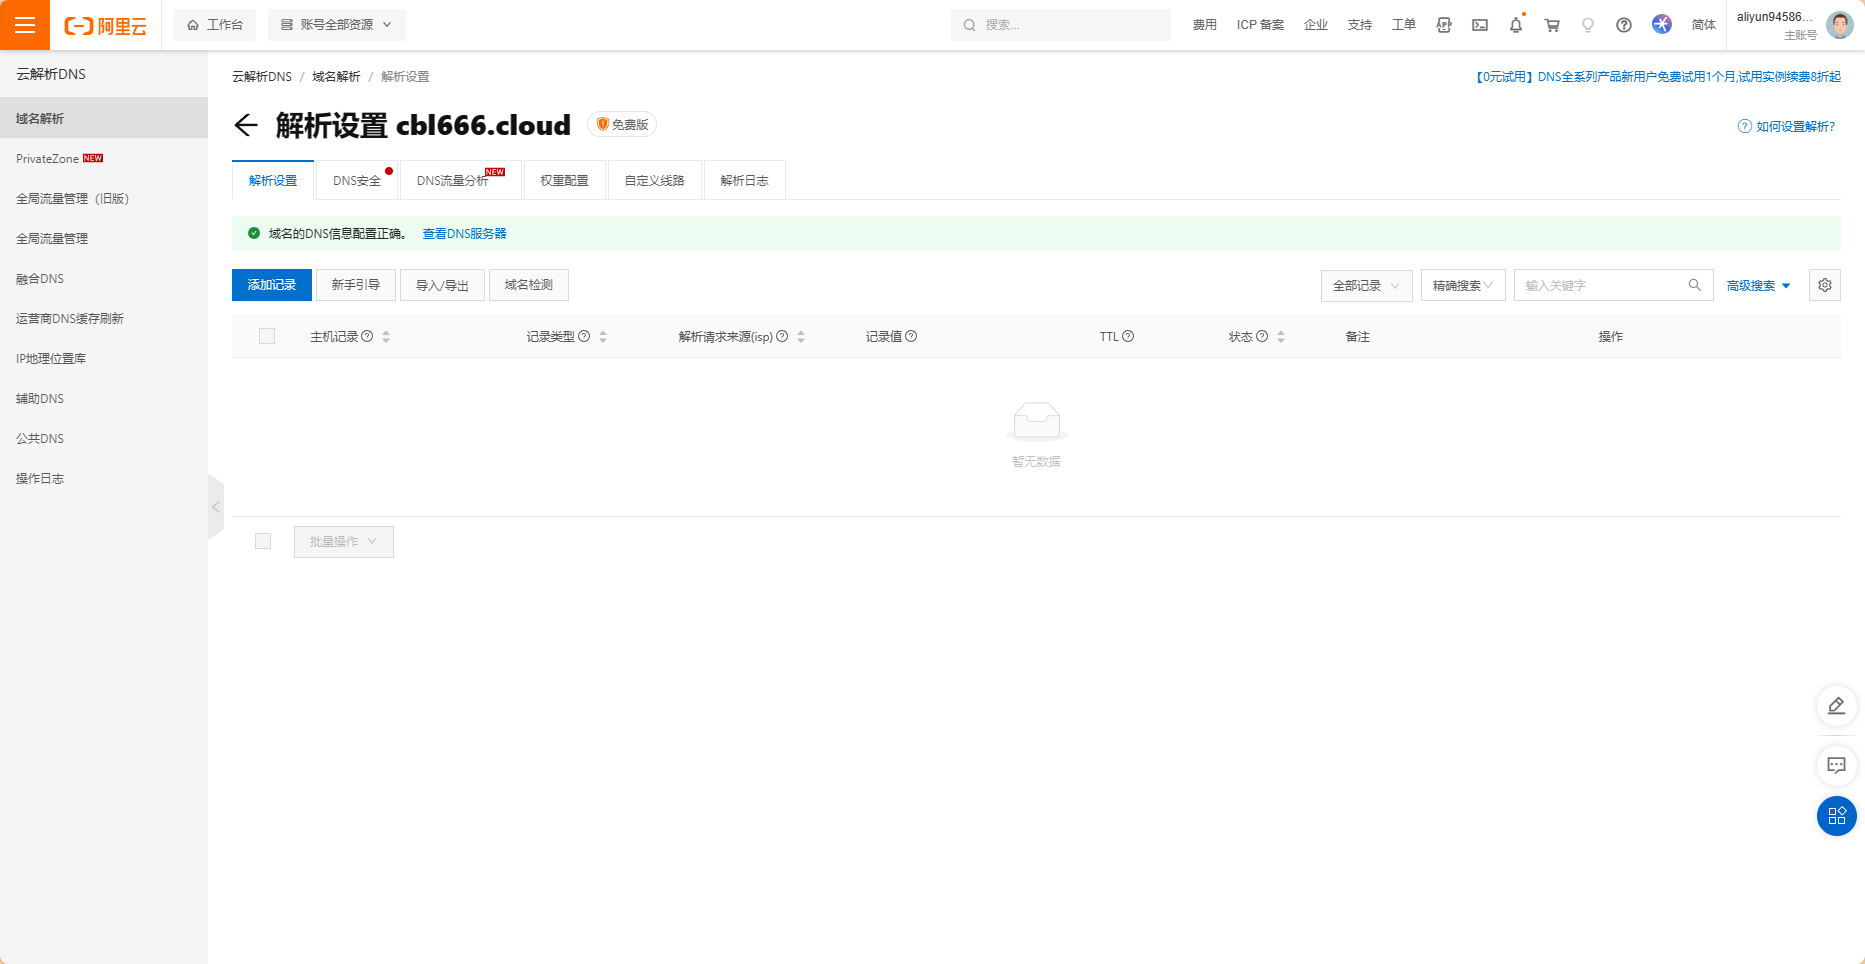 阿里云
工作台
账号全部资源
搜索...
费用
ICP 备案
企业
支持
工单
简体
aliyun94586...
主账号
云解析DNS
域名解析
PrivateZone NEW
全局流量管理（旧版）
全局流量管理
融合DNS
运营商DNS缓存刷新
IP地理位置库
辅助DNS
公共DNS
操作日志
云解析DNS / 域名解析 / 解析设置
【0元试用】DNS全系列产品新用户免费试用1个月,试用实例续费8折起
解析设置 cbl666.cloud
免费版
如何设置解析?
解析设置
DNS安全
DNS流量分析 NEW
权重配置
自定义线路
解析日志
域名的DNS信息配置正确。 查看DNS服务器
添加记录
新手引导
导入/导出
域名检测
全部记录
精确搜索
输入关键字
高级搜索
主机记录
记录类型
解析请求来源(isp)
记录值
TTL
状态
备注
操作
暂无数据
批量操作